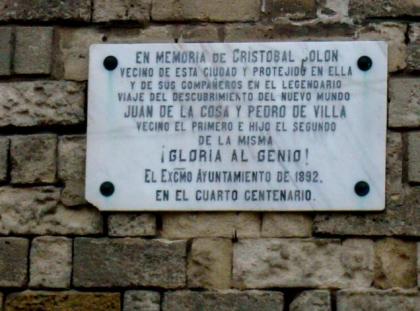 EN MEMORIA DE CRISTOBAL COLON
VECINO DE ESTA CIUDAD Y PROTEJIDO EN ELLA
Y DE SUS COMPAÑEROS EN EL LEGENDARIO
VIAJE DEL DESCUBRIMIENTO DEL NUEVO MUNDO
JUAN DE LA COSA Y PEDRO DE VILLA
VECINO EL PRIMERO E HIJO EL SEGUNDO
DE LA MISMA
¡GLORIA AL GENIO!
EL EXCMO AYUNTAMIENTO DE 1892.
EN EL CUARTO CENTENARIO.